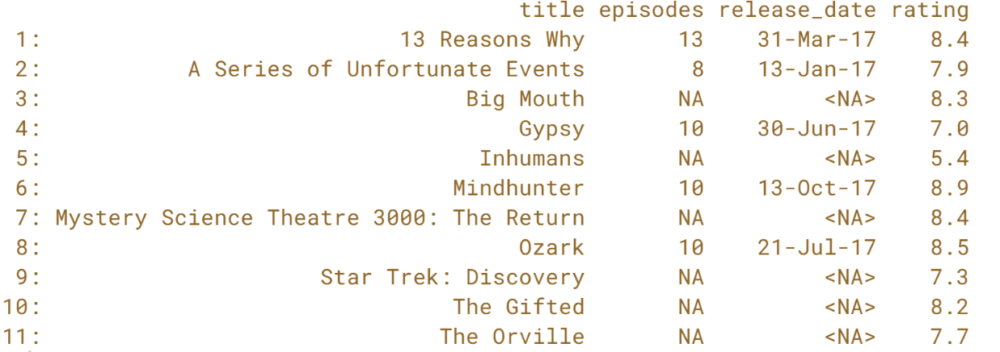 title episodes release_date rating
1: 13 Reasons Why 13 31-Mar-17 8.4
2: A Series of Unfortunate Events 8 13-Jan-17 7.9
3: Big Mouth NA <NA> 8.3
4: Gypsy 10 30-Jun-17 7.0
5: Inhumans NA <NA> 5.4
6: Mindhunter 10 13-Oct-17 8.9
7: Mystery Science Theatre 3000: The Return NA <NA> 8.4
8: Ozark 10 21-Jul-17 8.5
9: Star Trek: Discovery NA <NA> 7.3
10: The Gifted NA <NA> 8.2
11: The Orville NA <NA> 7.7